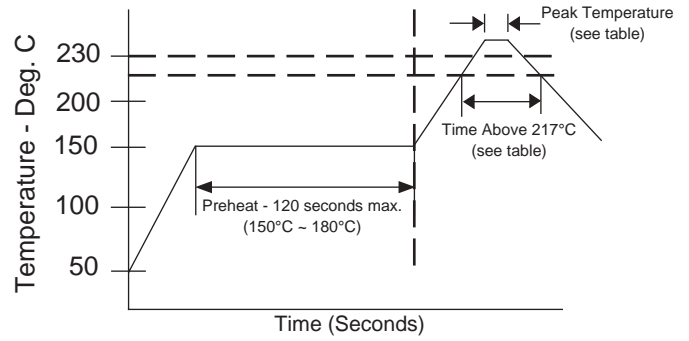 Peak Temperature
(see table)
230
200
Time Above 217°C
(see table)
150
Preheat - 120 seconds max.
(150°C ~ 180°C)
100
50
Temperature - Deg. C
Time (Seconds)